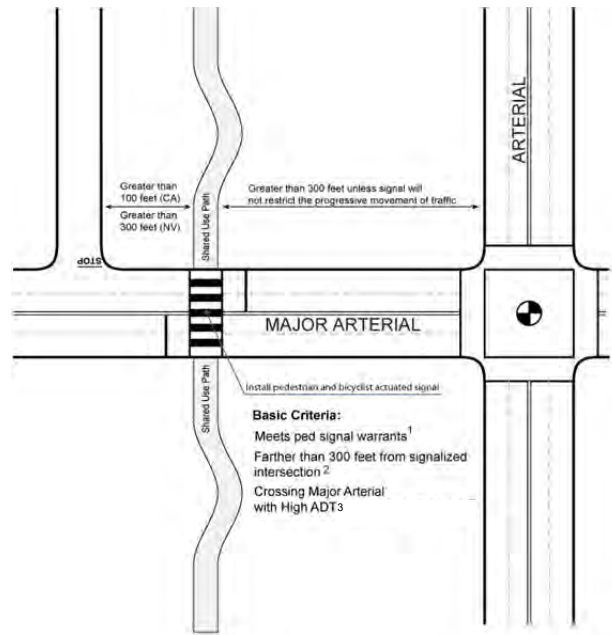 ARTERIAL
Greater than
100 feet (CA)
Greater than
300 feet (NV)
Shared Use Path
Greater than 300 feet unless signal will
not restrict the progressive movement of traffic
STOP
MAJOR ARTERIAL
Install pedestrian and bicyclist actuated signal
Shared Use Path
Basic Criteria:
Meets ped signal warrants1
Farther than 300 feet from signalized
intersection2
Crossing Major Arterial
with High ADT3